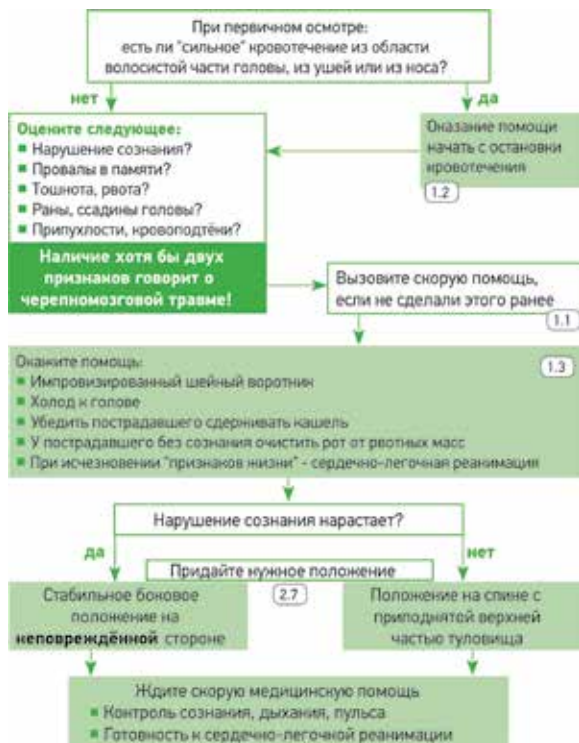 При первичном осмотре:
есть ли "сильное" кровотечение из области
волосистой части головы, из ушей или из носа?
нет
да
Оцените следующее:
■ Нарушение сознания?
■ Провалы в памяти?
■ Тошнота, рвота?
■ Раны, ссадины головы?
■ Припухлости, кровоподтёни?
Наличие хотя бы двух
признаков говорит о
черепномозговой травме!
Оказание помощи
начать с остановки
кровотечения
1.2
Вызовите скорую помощь,
если не сделали этого ранее
1.1
Окажите помощь:
1.3
■ Импровизированный шейный воротник
■ Холод к голове
■ Убедить пострадавшего сдерживать кашель
■ У пострадавшего без сознания очистить рот от рвотных масс
■ При исчезновении "признаков жизни" - сердечно-легочная реанимация
Нарушение сознания нарастает?
да
нет
Придайте нужное положение
2.7
Стабильное боковое
положение на
неповреждённой стороне
Положение на спине с
приподнятой верхней
частью туловища
Ждите скорую медицинскую помощь
■ Контроль сознания, дыхания, пульса
■ Готовность к сердечно-легочной реанимации